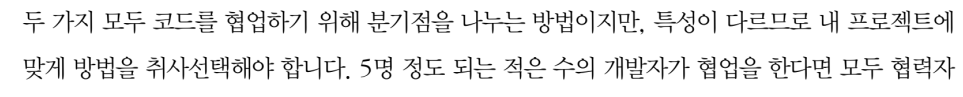 두 가지 모두 코드를 협업하기 위해 분기점을 나누는 방법이지만, 특성이 다르므로 내 프로젝트에
맞게 방법을 취사선택해야 합니다. 5명 정도 되는 적은 수의 개발자가 협업을 한다면 모두 협력자